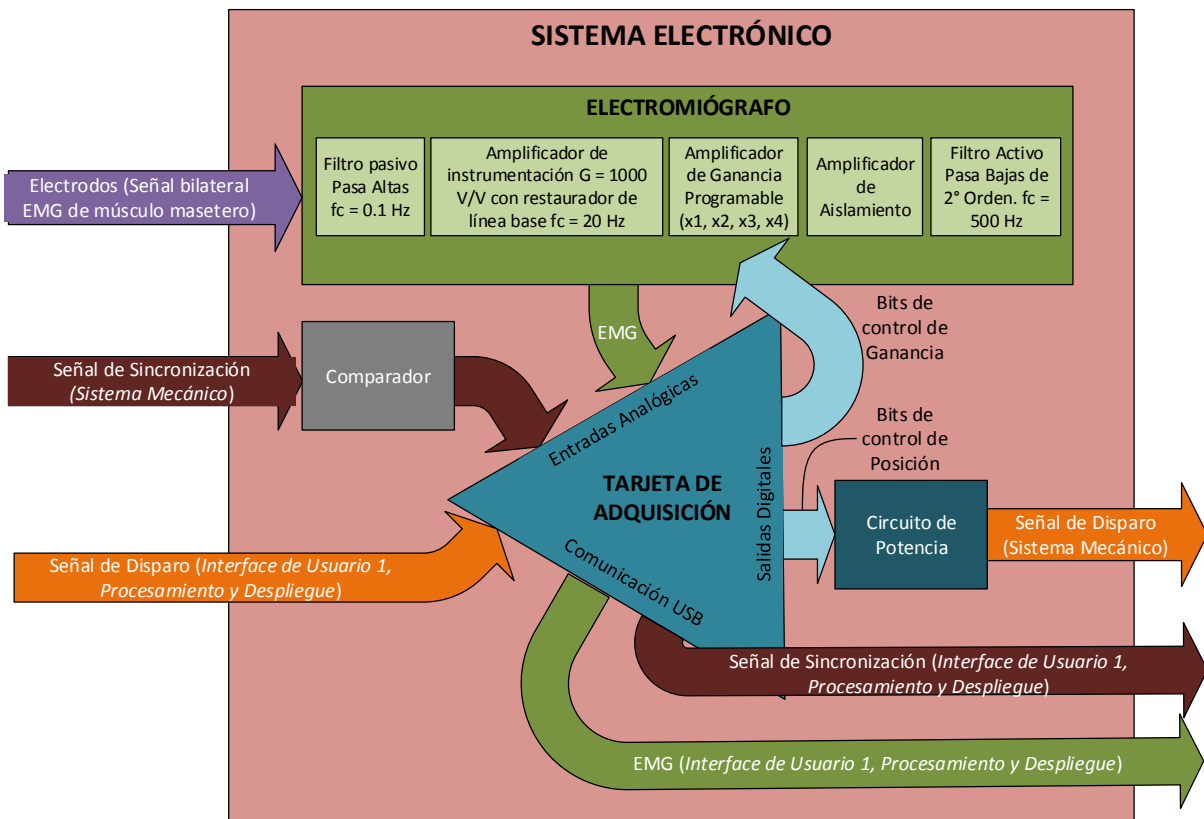 SISTEMA ELECTRÓNICO
ELECTROMIÓGRAFO
Filtro pasivo
Pasa Altas
fc = 0.1 Hz
Amplificador de
instrumentación G = 1000
V/V con restaurador de
línea base fc = 20 Hz
Amplificador
de Ganancia
Programable
(x1, x2, x3, x4)
Amplificador
de
Aislamiento
Filtro Activo
Pasa Bajas de
2° Orden. fc =
500 Hz
Electrodos (Señal bilateral
EMG de músculo masetero)
EMG
Bits de
control de
Ganancia
Señal de Sincronización
(Sistema Mecánico)
Comparador
Entradas Analógicas
Bits de
control de
Posición
TARJETA DE
ADQUISICIÓN
Salidas Digitales
Comunicación USB
Circuito de
Potencia
Señal de Disparo
(Sistema Mecánico)
Señal de Disparo (Interface de Usuario 1,
Procesamiento y Despliegue)
Señal de Sincronización (Interface de Usuario 1,
Procesamiento y Despliegue)
EMG (Interface de Usuario 1, Procesamiento y Despliegue)